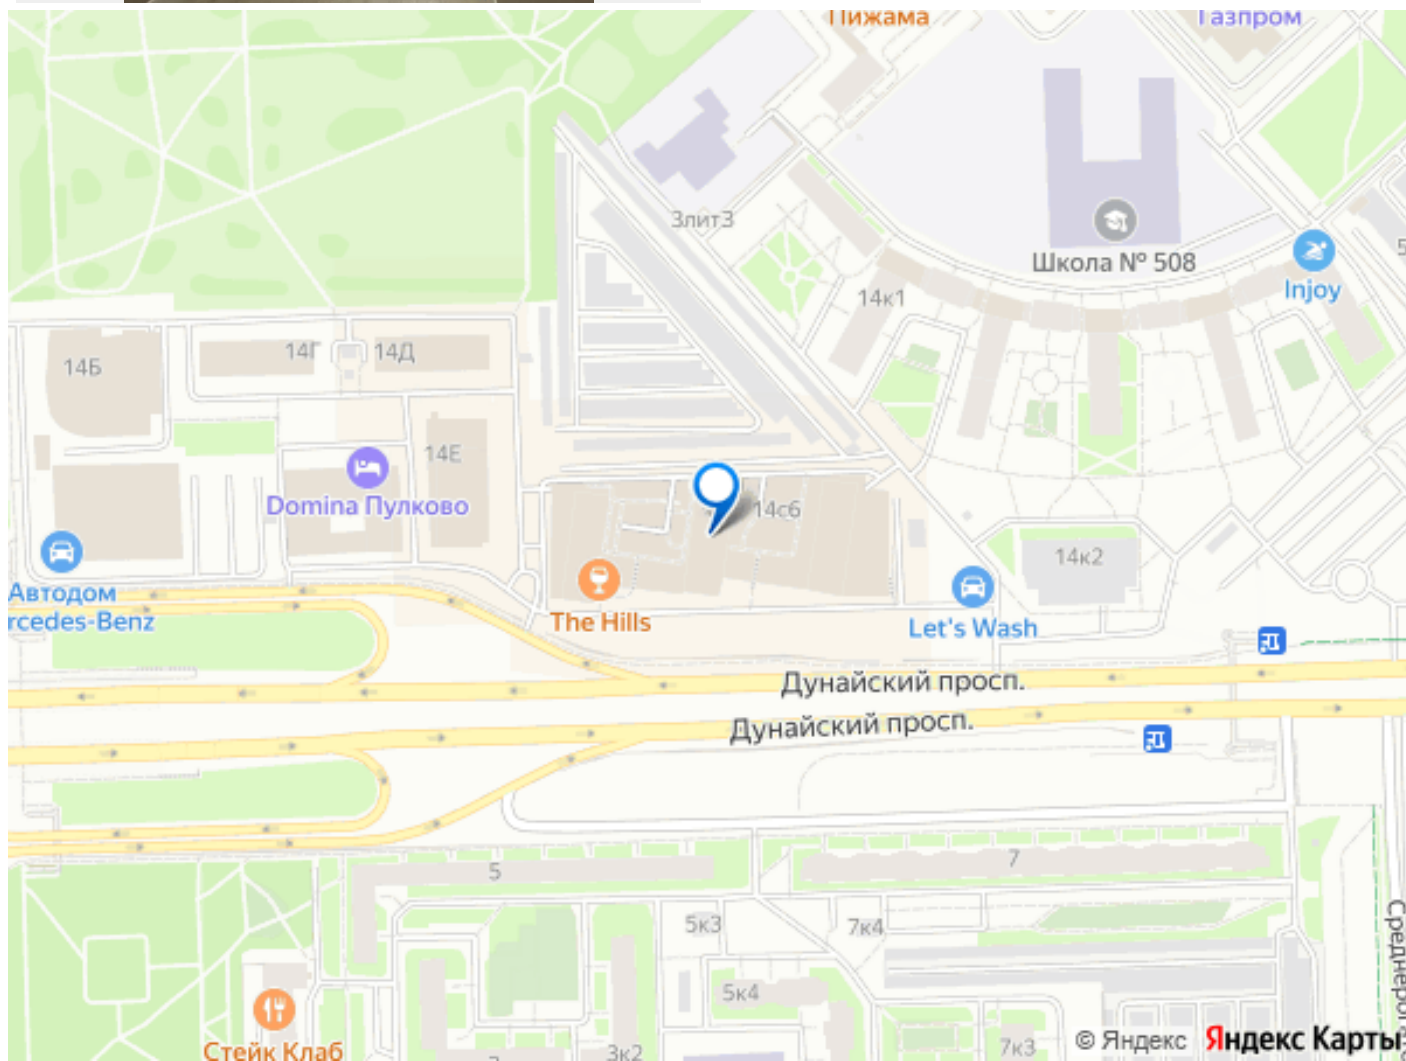 Пижама
Газпром
3лит3
Школа № 508
Injoy
14к1
14Б
14Г
14Д
14Е
Domina Пулково
14с6
14к2
Автодом
rcedes-Benz
The Hills
Let's Wash
Дунайский просп.
Дунайский просп.
5
7
5к3
7к4
5к4
Стейк Клаб
3к2
7к3
© Яндекс Яндекс Карты